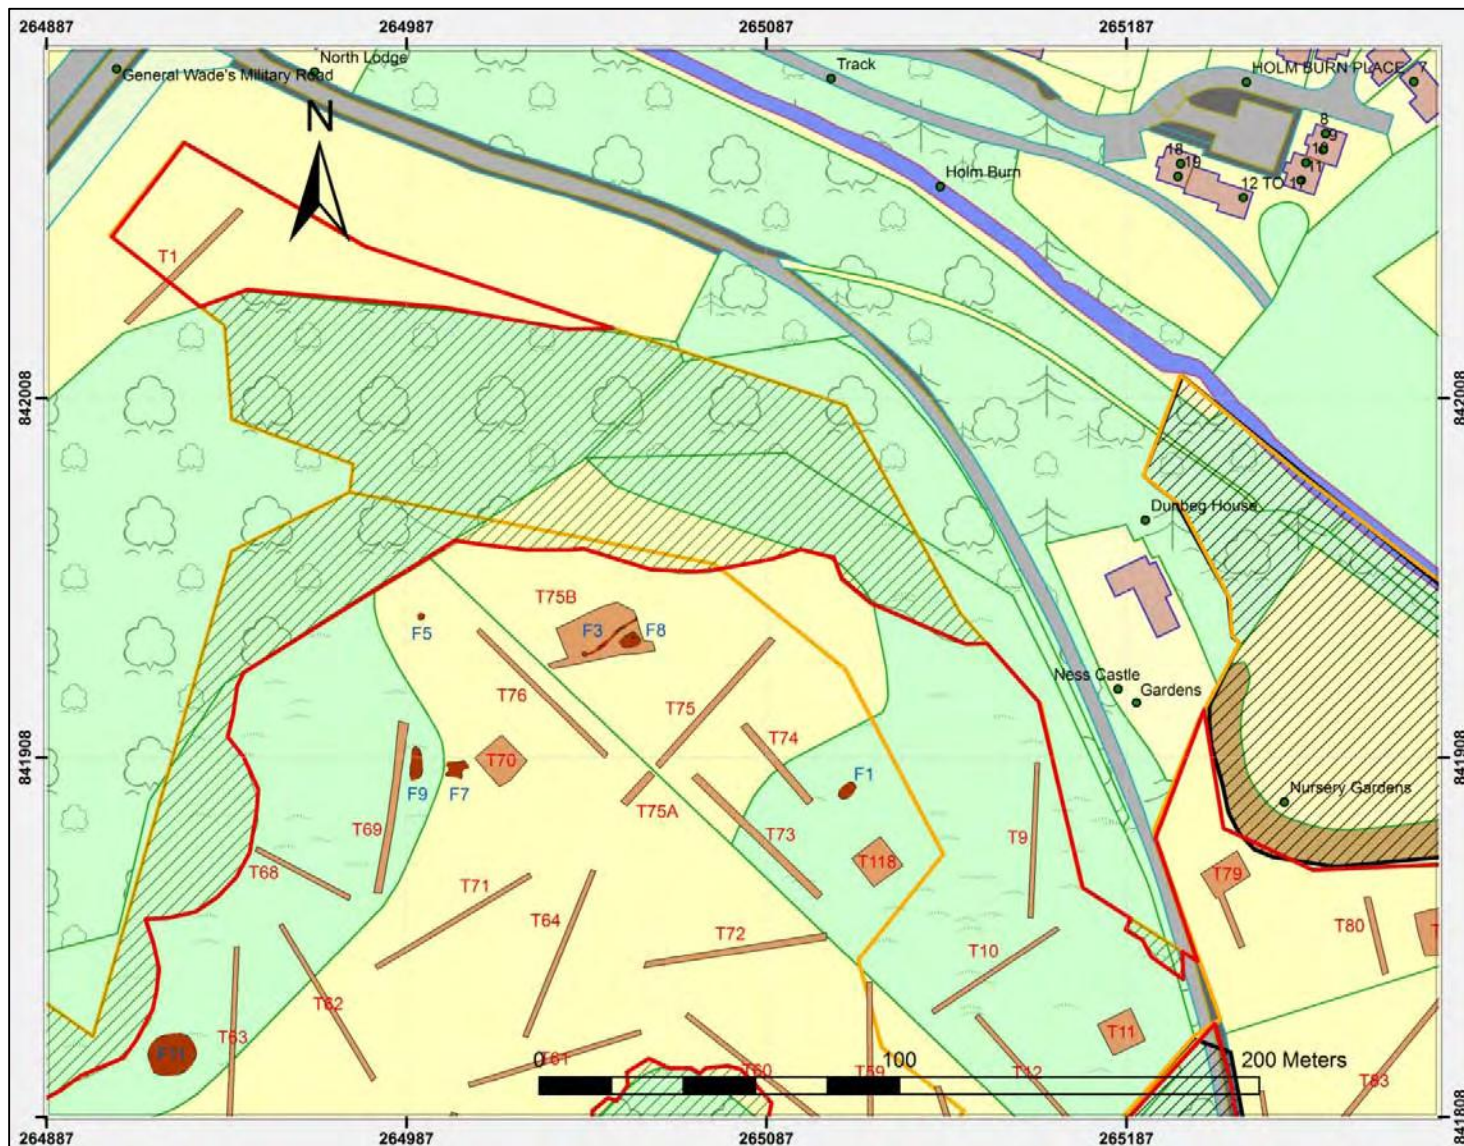 264887
264987
265087
265187
North Lodge
General Wade's Military Road
Track
HOLM BURN PLACE
7
N
8
9
10
11
18
19
Holm Burn
12 TO 17
T1
842008
842008
Dunbeg House
T75B
F5
F3
F8
Ness Castle
Gardens
T76
T75
T74
841908
841908
T70
F9
F7
F1
Nursery Gardens
T75A
T69
T73
T9
T118
T68
T79
T71
T64
T80
T72
T10
T62
T63
T11
0
100
200 Meters
T61
T60
T59
T12
T83
841808
841808
264887
264987
265087
265187